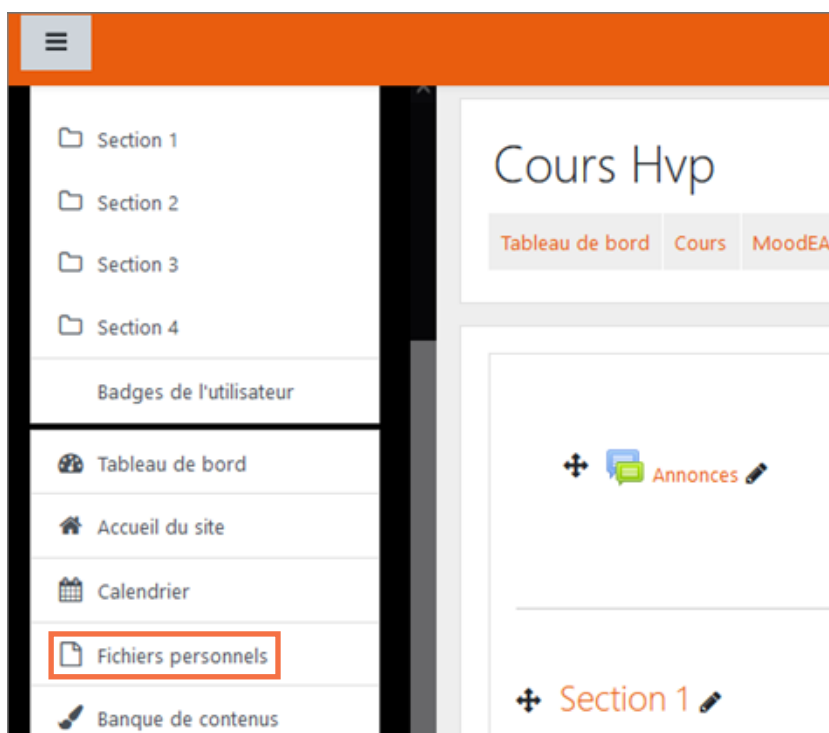 Section 1
Section 2
Section 3
Section 4
Badges de l'utilisateur
Tableau de bord
Accueil du site
Calendrier
Fichiers personnels
Banque de contenus
Cours Hvp
Tableau de bord Cours MoodEA
Annonces
Section 1